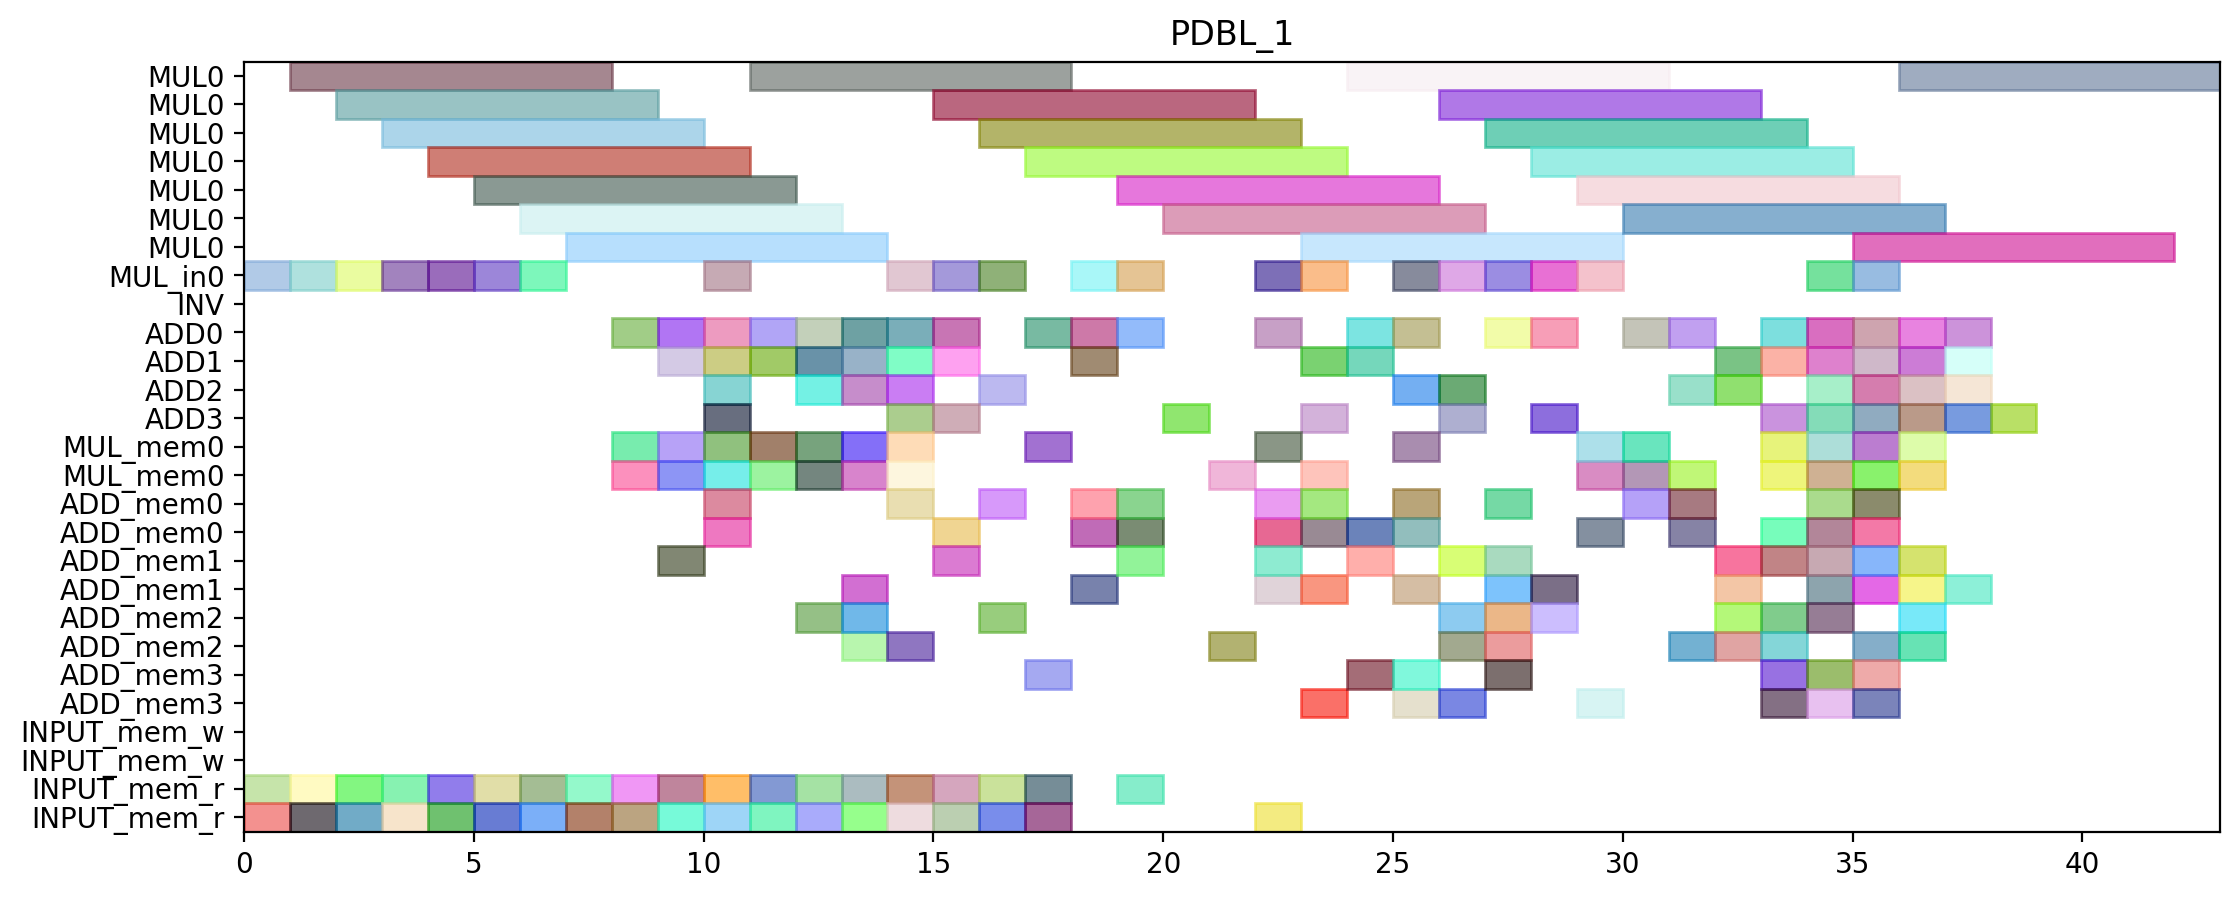 PDBL_1
MUL0
MUL0
MUL0
MUL0
MUL0
MUL0
MUL0
MUL_in0
INV
ADD0
ADD1
ADD2
ADD3
MUL_mem0
MUL_mem0
ADD_mem0
ADD_mem0
ADD_mem1
ADD_mem1
ADD_mem2
ADD_mem2
ADD_mem3
ADD_mem3
INPUT_mem_w
INPUT_mem_w
INPUT_mem_r
INPUT_mem_r
0 5 10 15 20 25 30 35 40